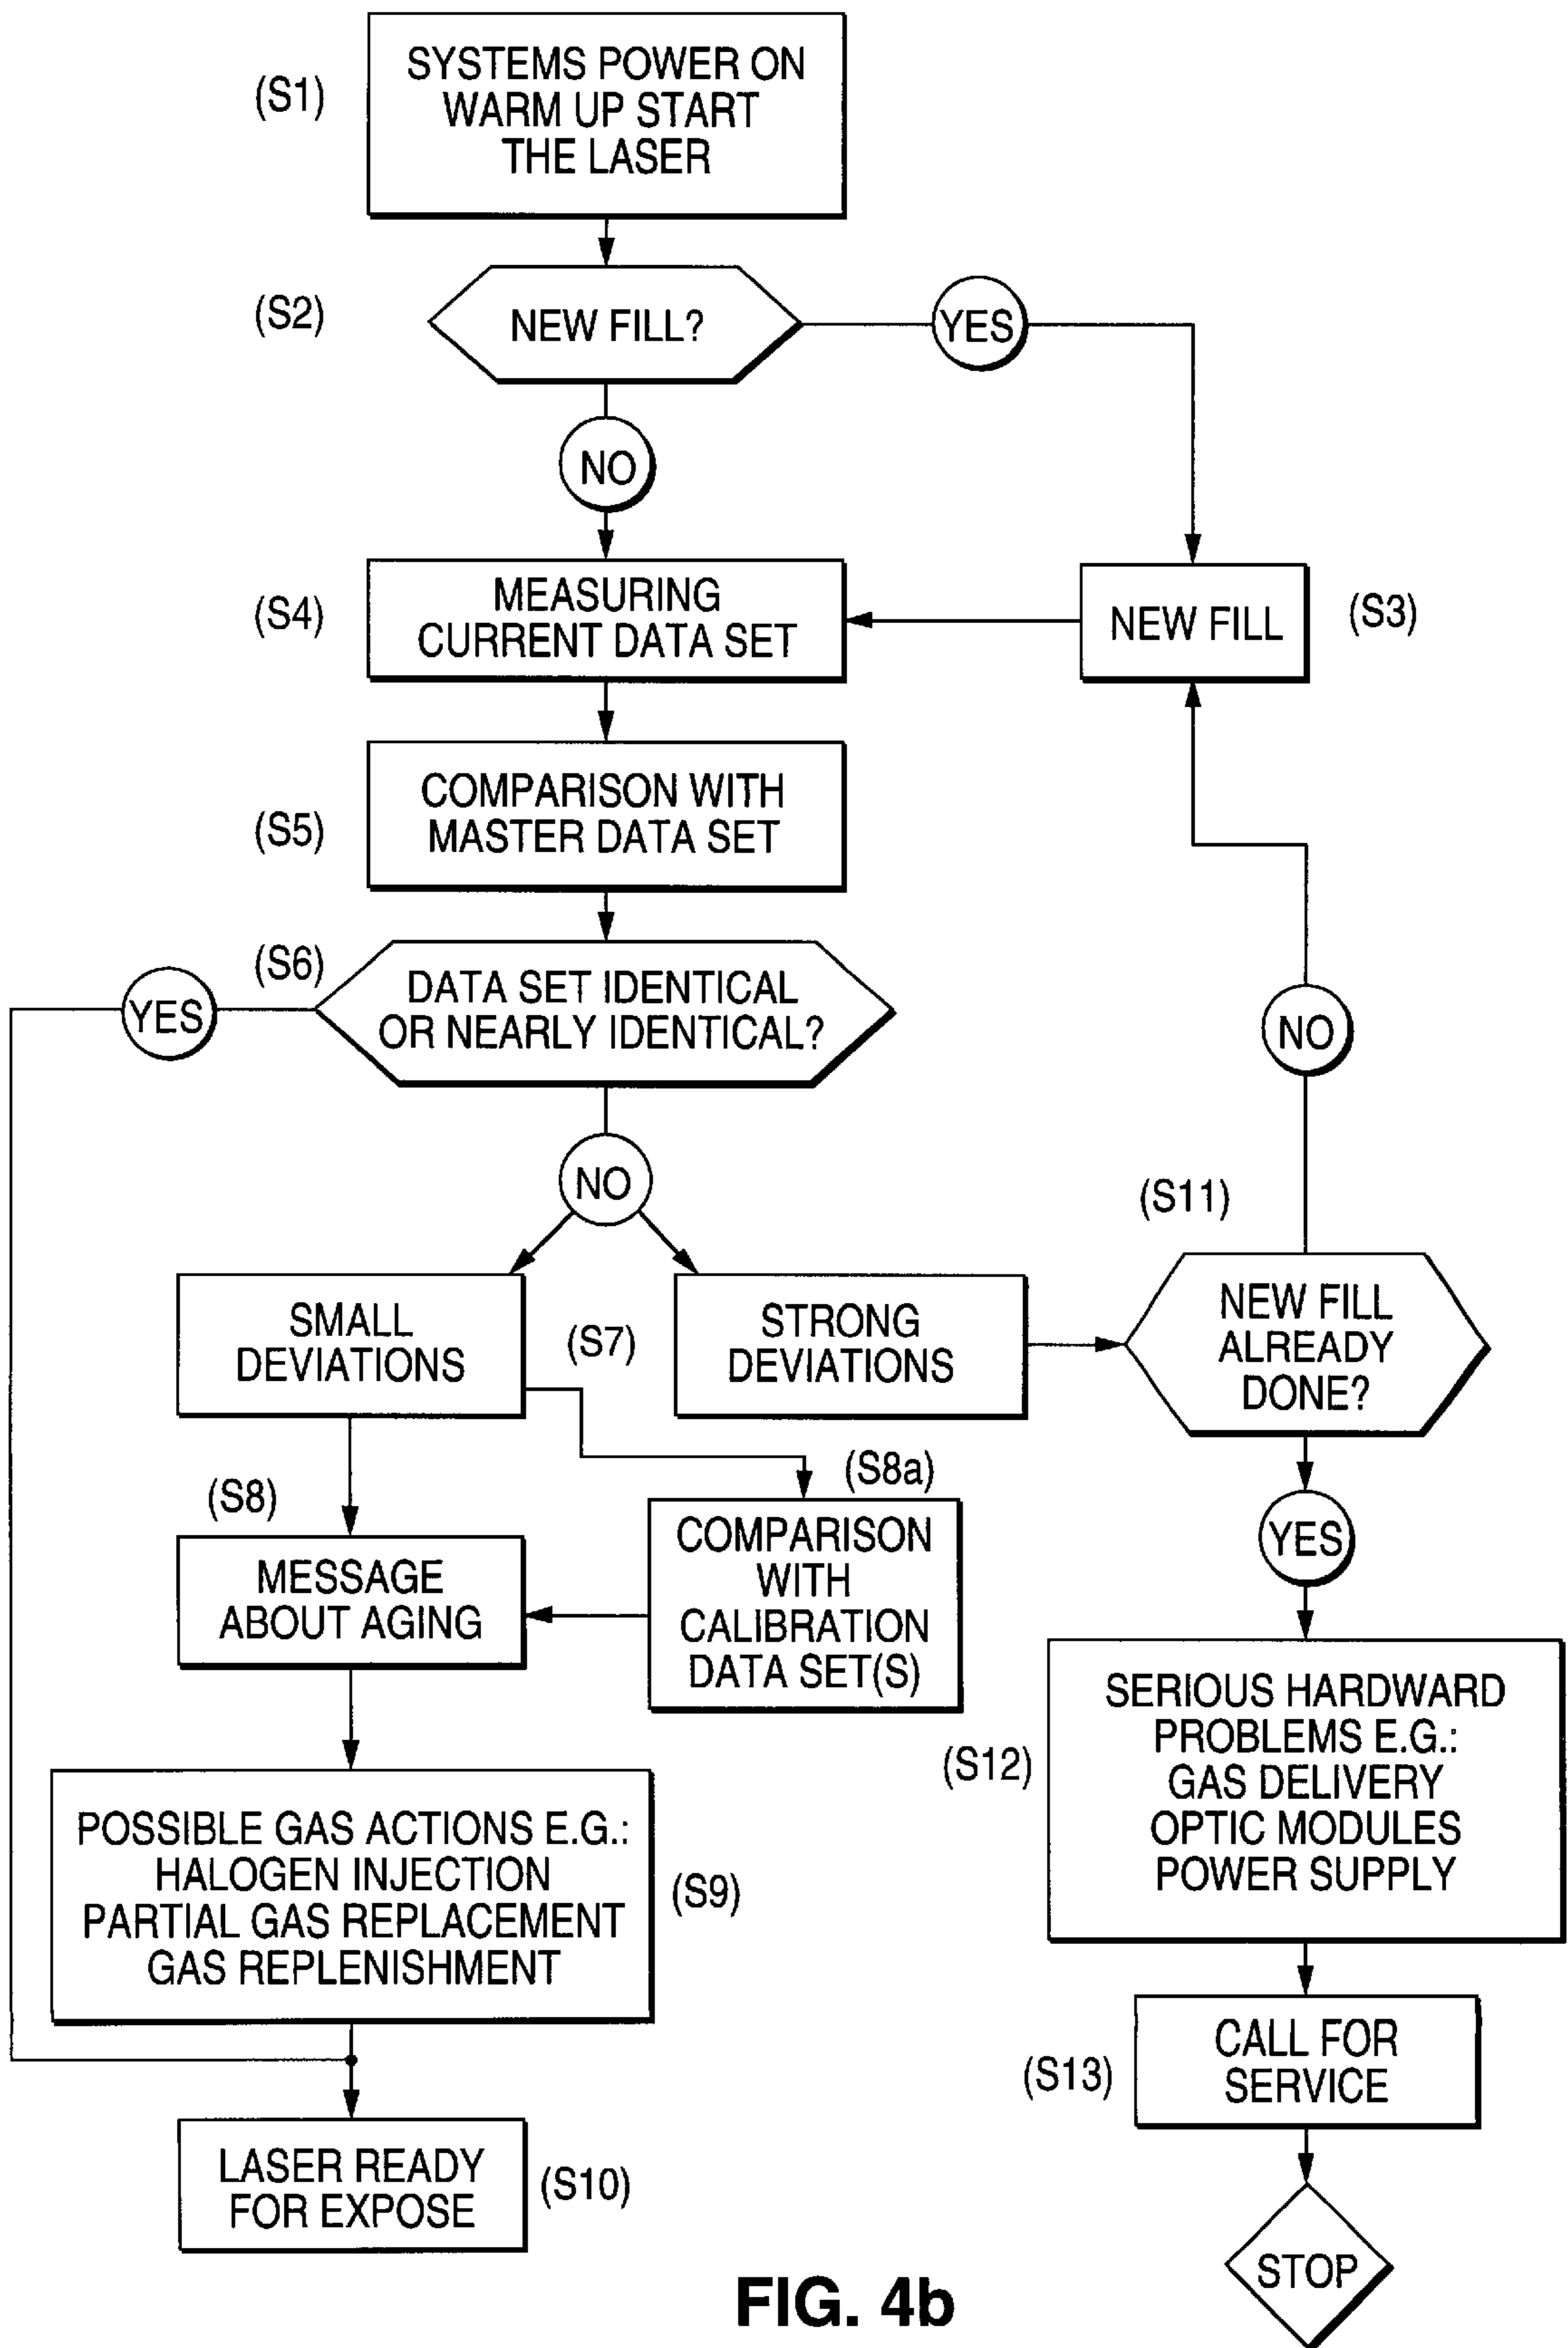 (S1)
SYSTEMS POWER ON
WARM UP START
THE LASER
(S2)
NEW FILL?
YES
NO
(S4)
MEASURING
CURRENT DATA SET
NEW FILL
(S3)
(S5)
COMPARISON WITH
MASTER DATA SET
(S6)
YES
DATA SET IDENTICAL
OR NEARLY IDENTICAL?
NO
NO
(S11)
SMALL
DEVIATIONS
(S7)
STRONG
DEVIATIONS
NEW FILL
ALREADY
DONE?
(S8)
(S8a)
YES
MESSAGE
ABOUT AGING
COMPARISON
WITH
CALIBRATION
DATA SET(S)
(S12)
SERIOUS HARDWARD
PROBLEMS E.G.:
GAS DELIVERY
OPTIC MODULES
POWER SUPPLY
POSSIBLE GAS ACTIONS E.G.:
HALOGEN INJECTION
PARTIAL GAS REPLACEMENT
GAS REPLENISHMENT
(S9)
(S13)
CALL FOR
SERVICE
LASER READY
FOR EXPOSE
(S10)
STOP
FIG. 4b